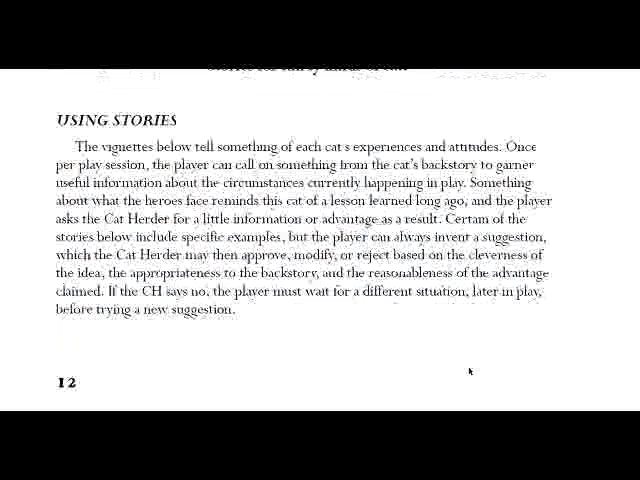 USING STORIES
The vignettes below tell something of each cat's experiences and attitudes. Once
per play session, the player can call on something from the cat's backstory to garner
useful information about the circumstances currently happening in play. Something
about what the heroes face reminds this cat of a lesson learned long ago, and the player
asks the Cat Herder for a little information or advantage as a result. Certain of the
stories below include specific examples, but the player can always invent a suggestion,
which the Cat Herder may then approve, modify, or reject based on the cleverness of
the idea, the appropriateness to the backstory, and the reasonableness of the advantage
claimed. If the CH says no, the player must wait for a different situation, later in play,
before trying a new suggestion.
12